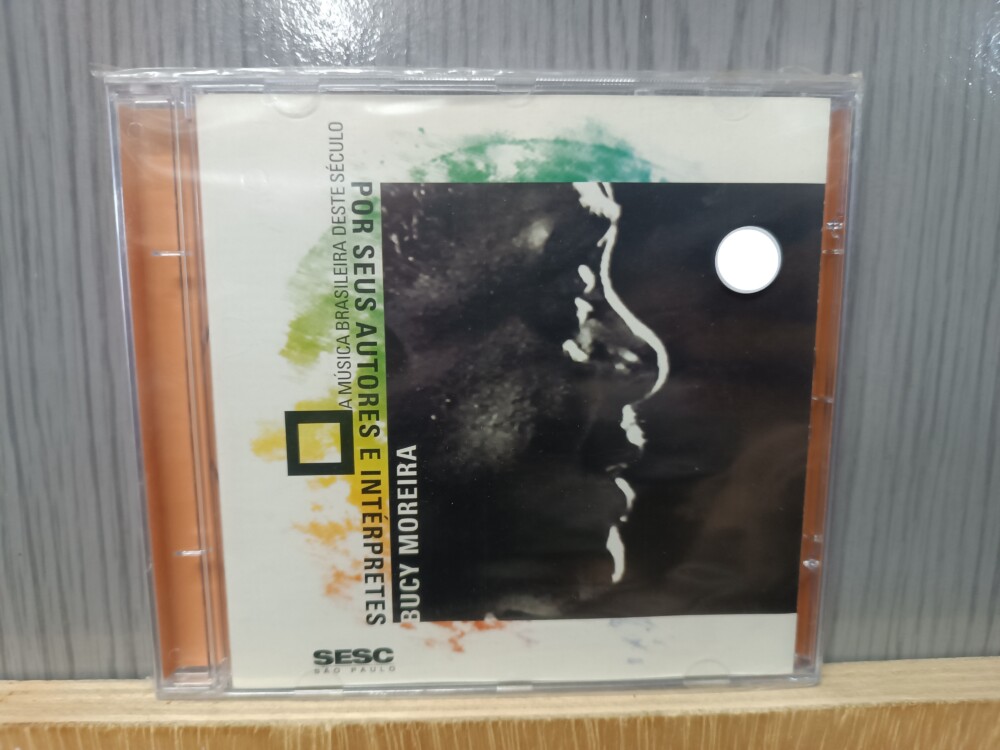 A MÚSICA BRASILEIRA DESTE SÉCULO
POR SEUS AUTORES E INTÉRPRETES
BUCY MOREIRA
SESC
SÃO PAULO